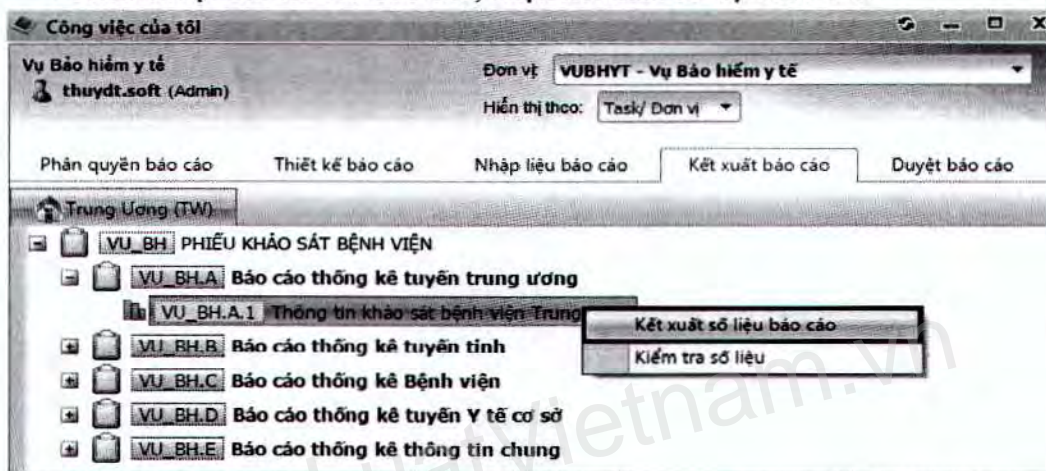 Công việc của tôi
Vụ Bảo hiểm y tế
thuydt.soft (Admin)
Đơn vị: VUBHYT - Vụ Bảo hiểm y tế
Hiển thị theo: Task/ Đơn vị
Phân quyền báo cáo Thiết kế báo cáo Nhập liệu báo cáo Kết xuất báo cáo Duyệt báo cáo
Trung Ương (TW)
VU_BH PHIẾU KHẢO SÁT BỆNH VIỆN
VU_BH.A Báo cáo thống kê tuyến trung ương
VU_BH.A.1 Thông tin khảo sát bệnh viện Trung
Kết xuất số liệu báo cáo
Kiểm tra số liệu
VU_BH.B Báo cáo thống kê tuyến tỉnh
VU_BH.C Báo cáo thống kê Bệnh viện
VU_BH.D Báo cáo thống kê tuyến Y tế cơ sở
VU_BH.E Báo cáo thống kê thông tin chung